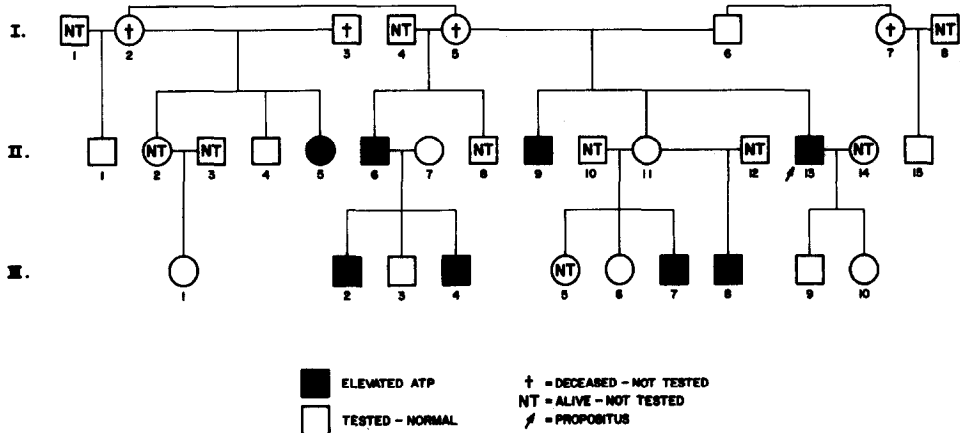 I. NT † † NT † † NT
1 2 3 4 5 6 7 8
II. NT NT NT NT NT NT
1 2 3 4 5 6 7 8 9 10 11 12 13 14 15
III. NT
1 2 3 4 5 6 7 8 9 10
ELEVATED ATP † = DECEASED - NOT TESTED
NT = ALIVE - NOT TESTED
TESTED - NORMAL = PROPOSITUS